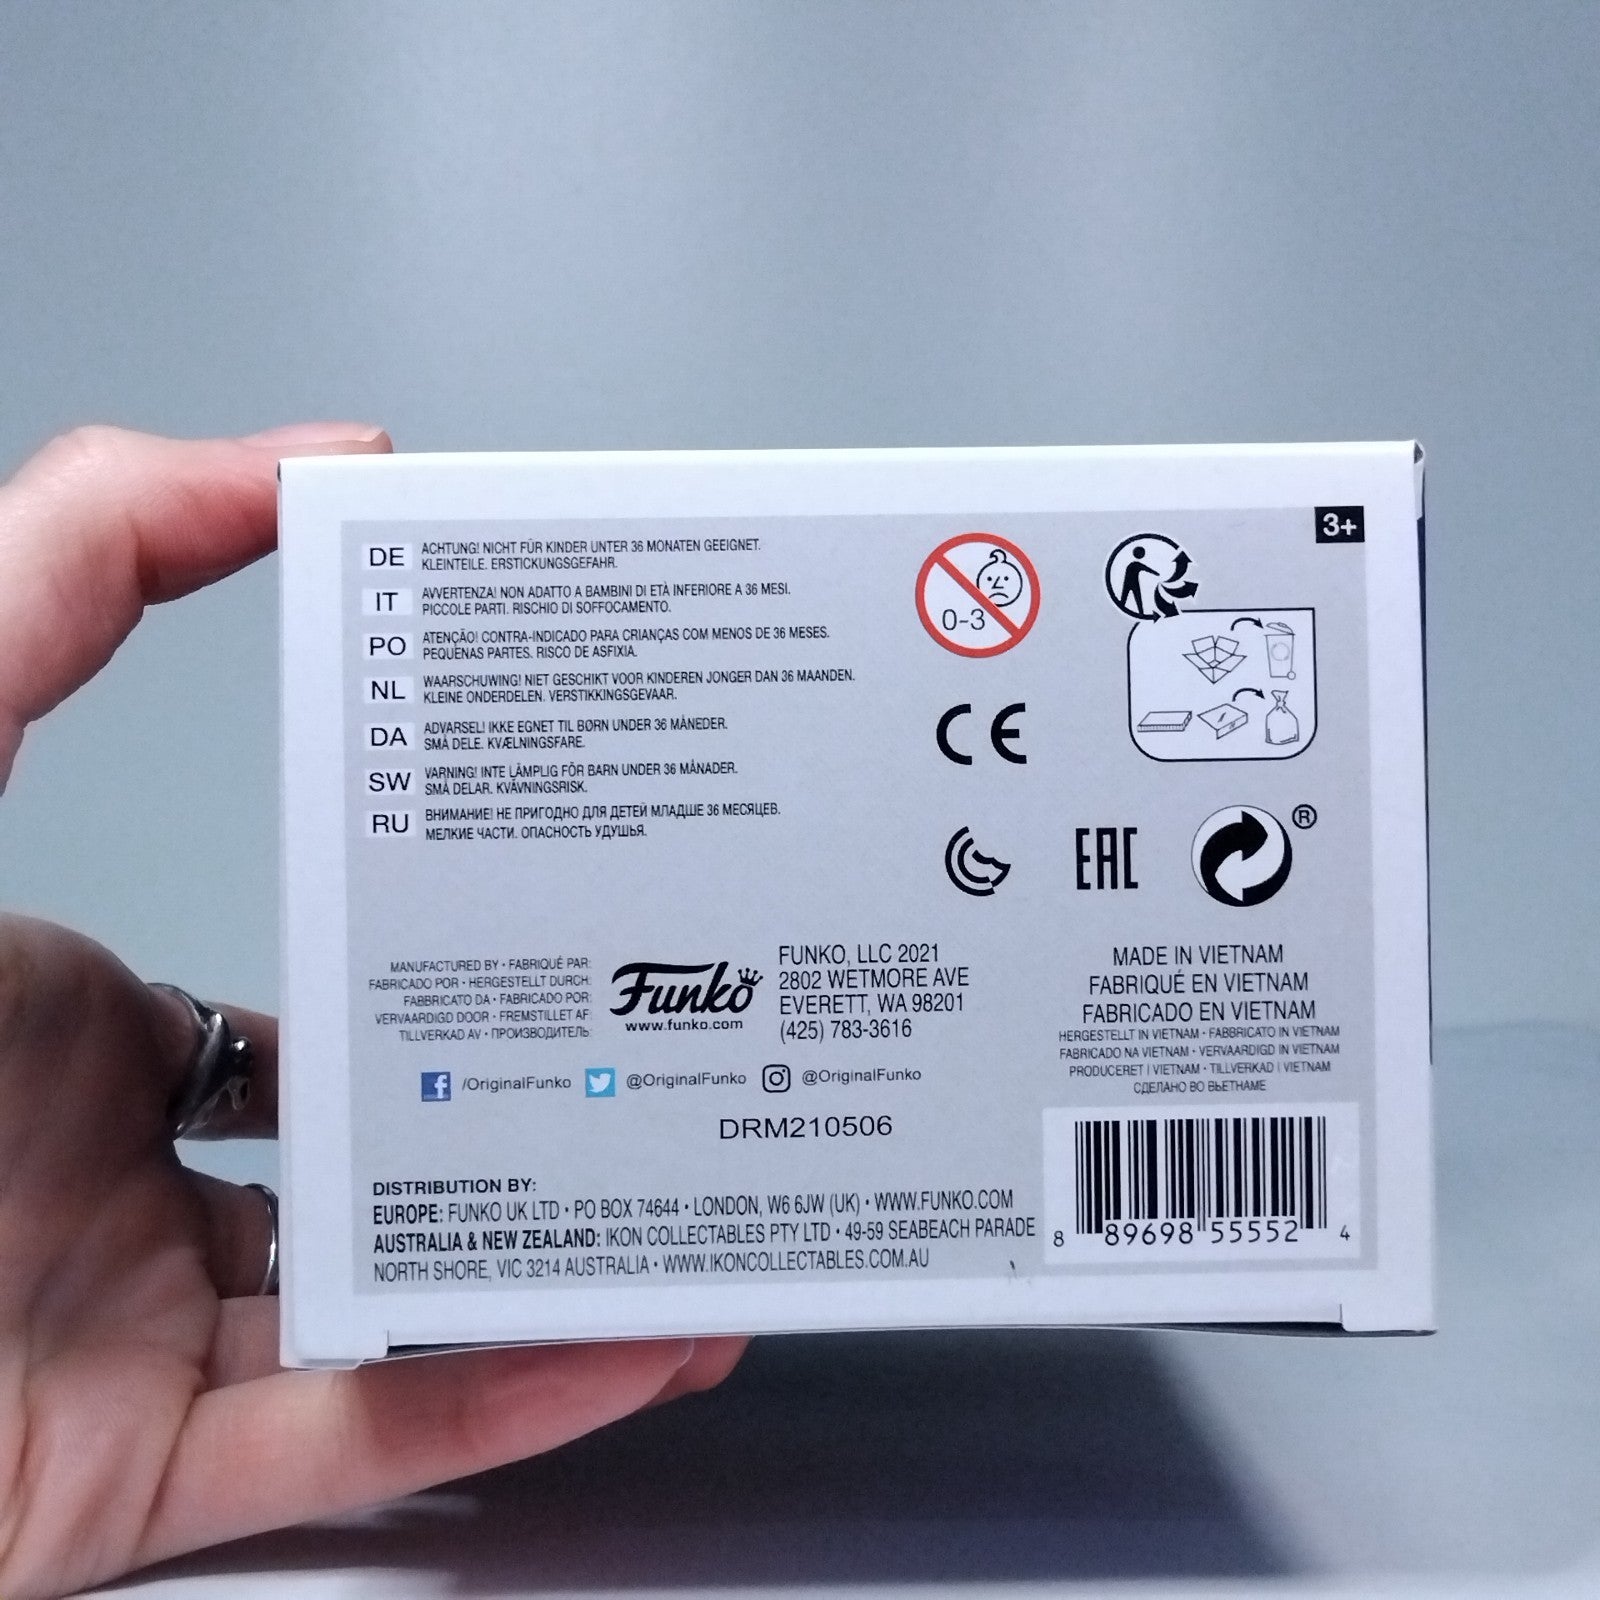 3+
DE
ACHTUNG! NICHT FÜR KINDER UNTER 36 MONATEN GEEIGNET.
KLEINTEILE. ERSTICKUNGSGEFAHR.
IT
AVVERTENZA! NON ADATTO A BAMBINI DI ETÀ INFERIORE A 36 MESI.
PICCOLE PARTI. RISCHIO DI SOFFOCAMENTO.
PO
ATENÇÃO! CONTRA-INDICADO PARA CRIANÇAS COM MENOS DE 36 MESES.
PEQUENAS PARTES. RISCO DE ASFIXIA.
NL
WAARSCHUWING! NIET GESCHIKT VOOR KINDEREN JONGER DAN 36 MAANDEN.
KLEINE ONDERDELEN. VERSTIKKINGSGEVAAR.
DA
ADVARSEL! IKKE EGNET TIL BØRN UNDER 36 MÅNEDER.
SMÅ DELE. KVÆLNINGSFARE.
SW
VARNING! INTE LÄMPLIG FÖR BARN UNDER 36 MÅNADER.
SMÅ DELAR. KVÄVNINGSRISK.
RU
ВНИМАНИЕ! НЕ ПРИГОДНО ДЛЯ ДЕТЕЙ МЛАДШЕ 36 МЕСЯЦЕВ.
МЕЛКИЕ ЧАСТИ. ОПАСНОСТЬ УДУШЬЯ.
0-3
CE
EAC
®
MANUFACTURED BY • FABRIQUÉ PAR:
FABRICADO POR • HERGESTELLT DURCH:
FABBRICATO DA • FABRICADO POR:
VERVAARDIGD DOOR • FREMSTILLET AF:
TILLVERKAD AV • ПРОИЗВОДИТЕЛЬ:
Funko
www.funko.com
FUNKO, LLC 2021
2802 WETMORE AVE
EVERETT, WA 98201
(425) 783-3616
MADE IN VIETNAM
FABRIQUÉ EN VIETNAM
FABRICADO EN VIETNAM
HERGESTELLT IN VIETNAM • FABBRICATO IN VIETNAM
FABRICADO NA VIETNAM • VERVAARDIGD IN VIETNAM
PRODUCERET I VIETNAM • TILLVERKAD I VIETNAM
СДЕЛАНО ВО ВЬЕТНАМЕ
/OriginalFunko @OriginalFunko @OriginalFunko
DRM210506
DISTRIBUTION BY:
EUROPE: FUNKO UK LTD • PO BOX 74644 • LONDON, W6 6JW (UK) • WWW.FUNKO.COM
AUSTRALIA & NEW ZEALAND: IKON COLLECTABLES PTY LTD • 49-59 SEABEACH PARADE
NORTH SHORE, VIC 3214 AUSTRALIA • WWW.IKONCOLLECTABLES.COM.AU
8 89698 55552 4